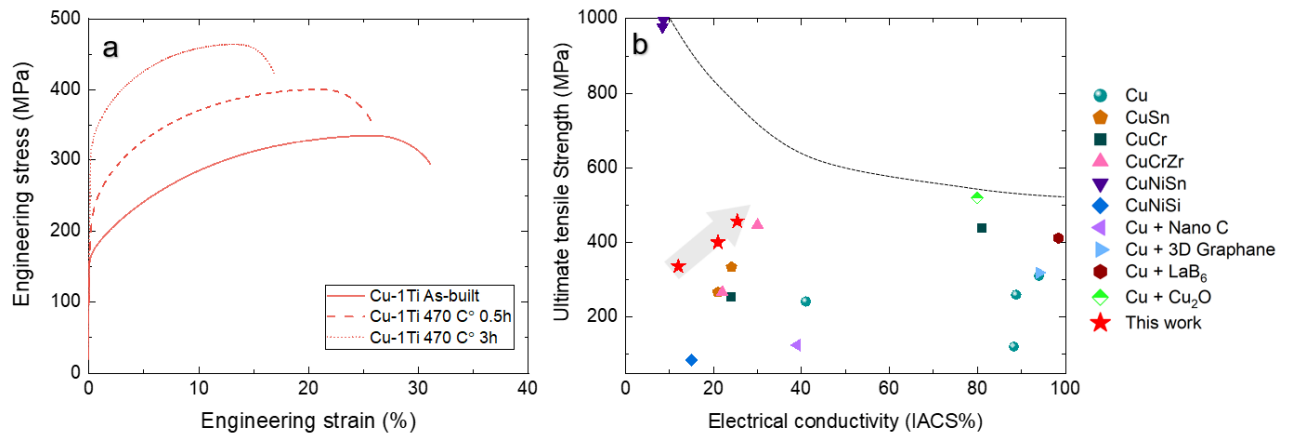 a
Engineering stress (MPa)
500
400
300
200
100
0
0
10
20
30
40
Engineering strain (%)
Cu-1Ti As-built
Cu-1Ti 470 C° 0.5h
Cu-1Ti 470 C° 3h
b
Ultimate tensile Strength (MPa)
1000
800
600
400
200
0
20
40
60
80
100
Electrical conductivity (IACS%)
Cu
CuSn
CuCr
CuCrZr
CuNiSn
CuNiSi
Cu + Nano C
Cu + 3D Graphane
Cu + LaB₆
Cu + Cu₂O
This work